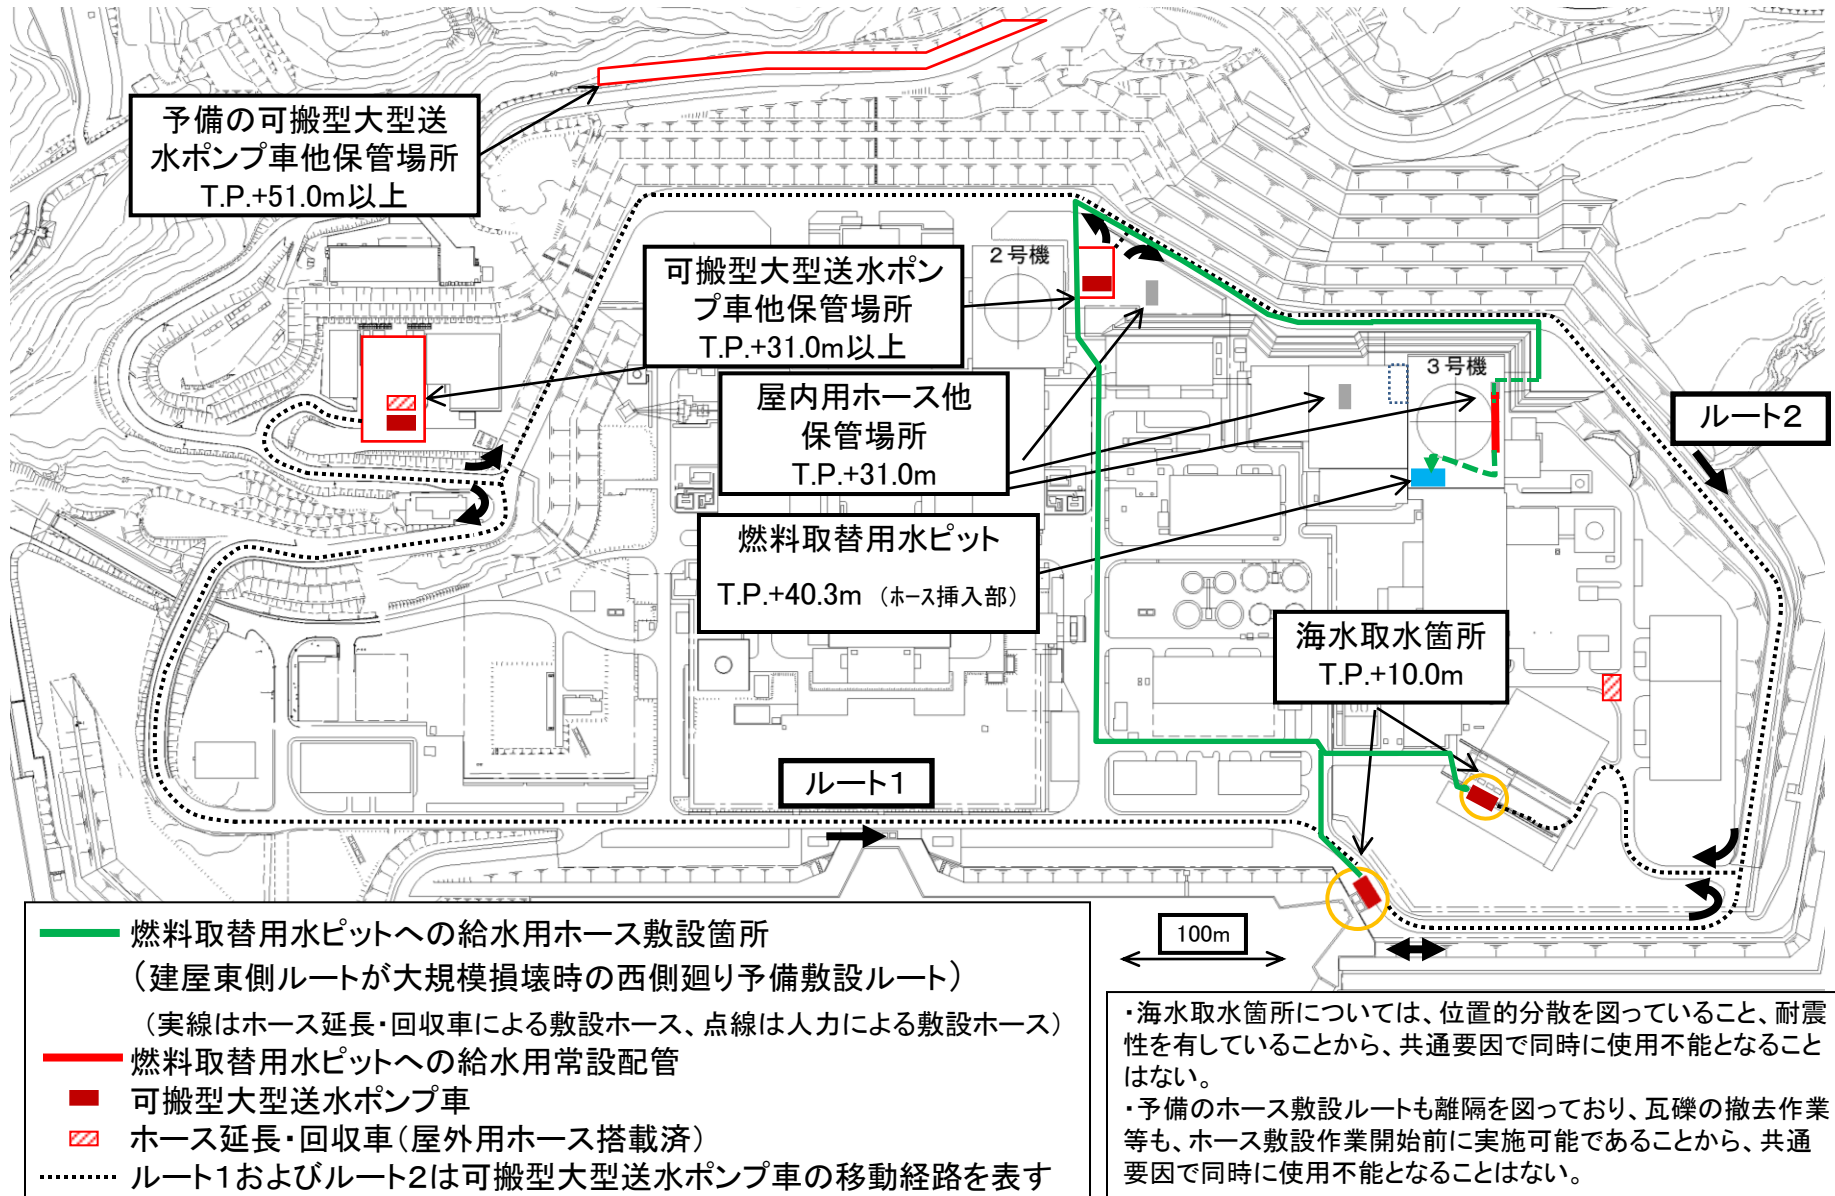 予備の可搬型大型送
水ポンプ車他保管場所
T.P.+51.0m以上
可搬型大型送水ポン
プ車他保管場所
T.P.+31.0m以上
2号機
屋内用ホース他
保管場所
T.P.+31.0m
3号機
ルート2
燃料取替用水ピット
T.P.+40.3m （ホース挿入部）
海水取水箇所
T.P.+10.0m
ルート1
100m
燃料取替用水ピットへの給水用ホース敷設箇所
（建屋東側ルートが大規模損壊時の西側廻り予備敷設ルート）
（実線はホース延長・回収車による敷設ホース、点線は人力による敷設ホース）
燃料取替用水ピットへの給水用常設配管
可搬型大型送水ポンプ車
ホース延長・回収車（屋外用ホース搭載済）
ルート1およびルート2は可搬型大型送水ポンプ車の移動経路を表す
・海水取水箇所については、位置的分散を図っていること、耐震
性を有していることから、共通要因で同時に使用不能となること
はない。
・予備のホース敷設ルートも離隔を図っており、瓦礫の撤去作業
等も、ホース敷設作業開始前に実施可能であることから、共通
要因で同時に使用不能となることはない。